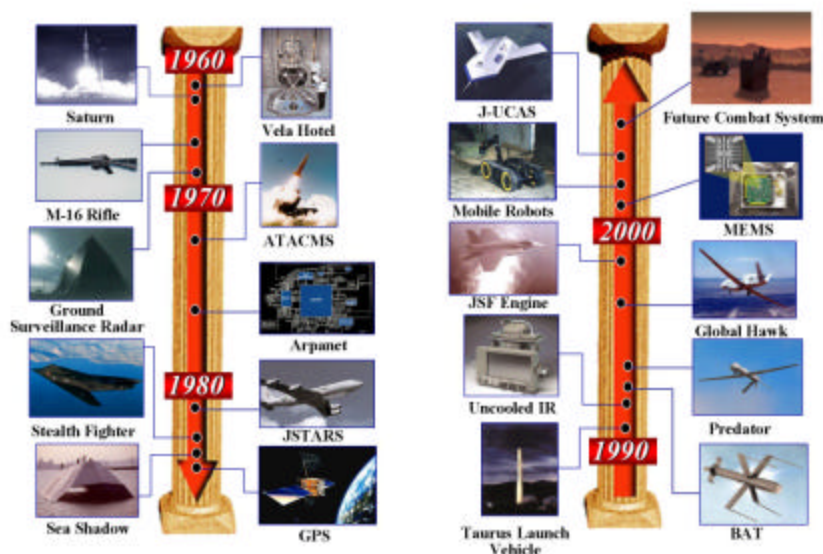 1960
Saturn
Vela Hotel
M-16 Rifle
1970
ATACMS
Ground
Surveillance Radar
Arpanet
1980
Stealth Fighter
JSTARS
Sea Shadow
GPS
J-UCAS
Future Combat System
Mobile Robots
MEMS
2000
JSF Engine
Global Hawk
Uncooled IR
Predator
1990
Taurus Launch
Vehicle
BAT